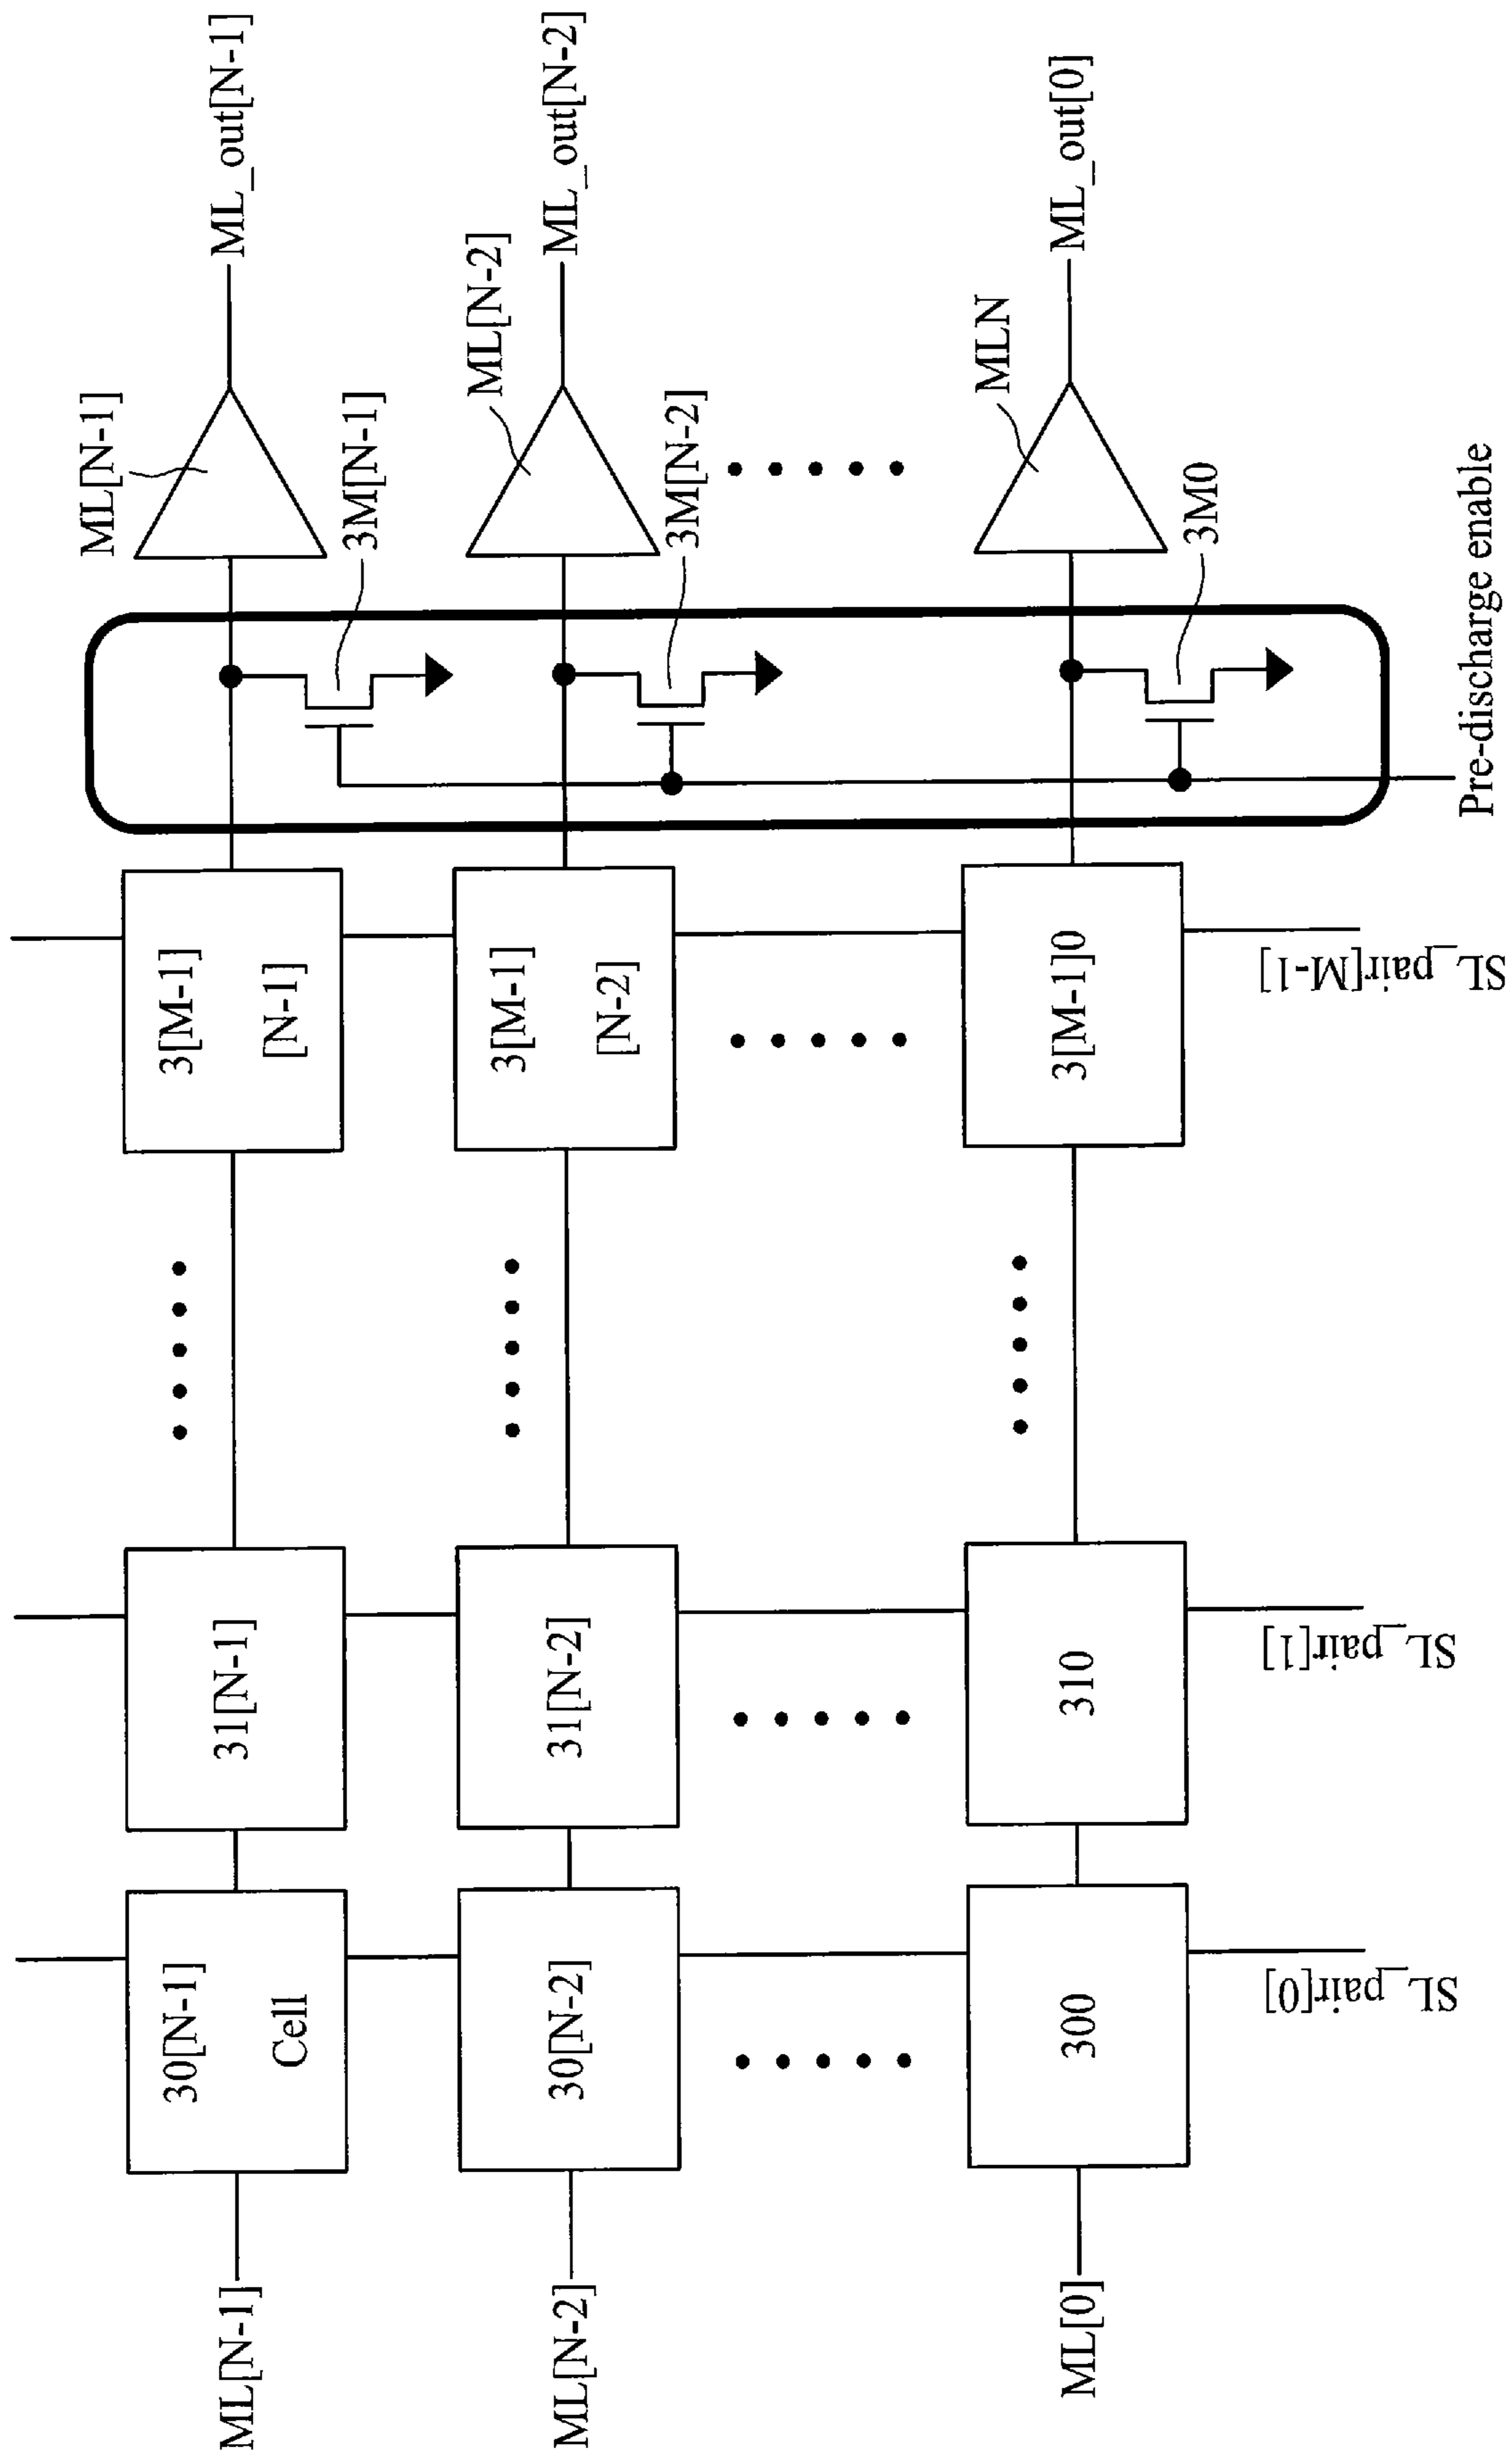 ML[N-1]
30[N-1]
Cell
31[N-1]
3[M-1]
[N-1]
3M[N-1]
ML[N-1]
ML_out[N-1]
ML[N-2]
30[N-2]
31[N-2]
3[M-1]
[N-2]
3M[N-2]
ML[N-2]
ML_out[N-2]
ML[0]
300
310
3[M-1]0
3M0
MLN
ML_out[0]
SL_pair[0]
SL_pair[1]
SL_pair[M-1]
Pre-discharge enable